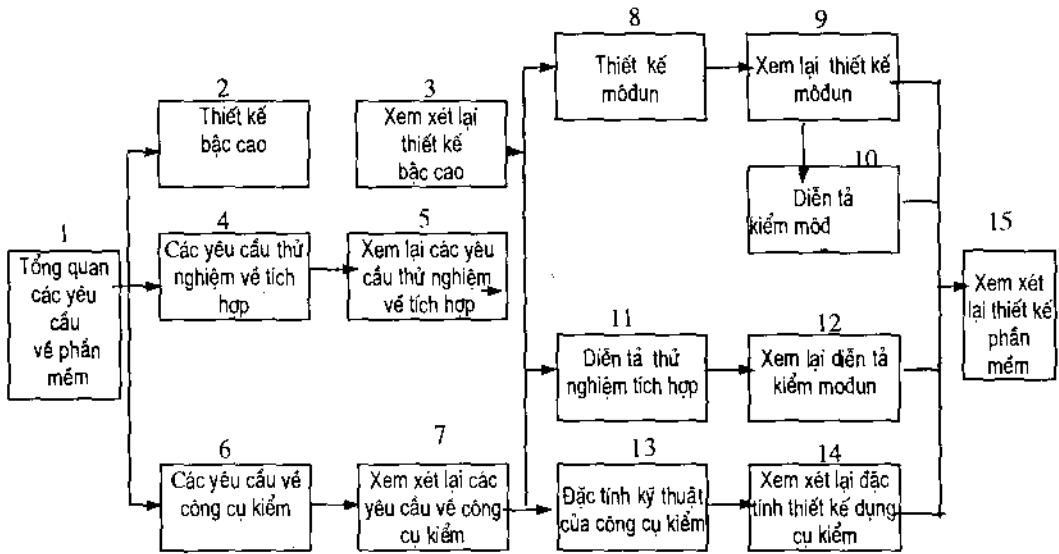 1
Tổng quan
các yêu
cầu
về phần
mềm
2
Thiết kế
bậc cao
3
Xem xét lại
thiết kế
bậc cao
4
Các yêu cầu thử
nghiệm về tích
hợp
5
Xem lại các yêu
cầu thử nghiệm
về tích hợp
6
Các yêu cầu về
công cụ kiểm
7
Xem xét lại các
yêu cầu về công
cụ kiểm
8
Thiết kế
môđun
9
Xem lại thiết kế
môđun
10
Diễn tả
kiểm môđ
11
Diễn tả thử
nghiệm tích hợp
12
Xem lại diễn tả
kiểm mođun
13
Đặc tính kỹ thuật
của công cụ kiểm
14
Xem xét lại đặc
tính thiết kế dụng
cụ kiểm
15
Xem xét
lại thiết kế
phần
mềm